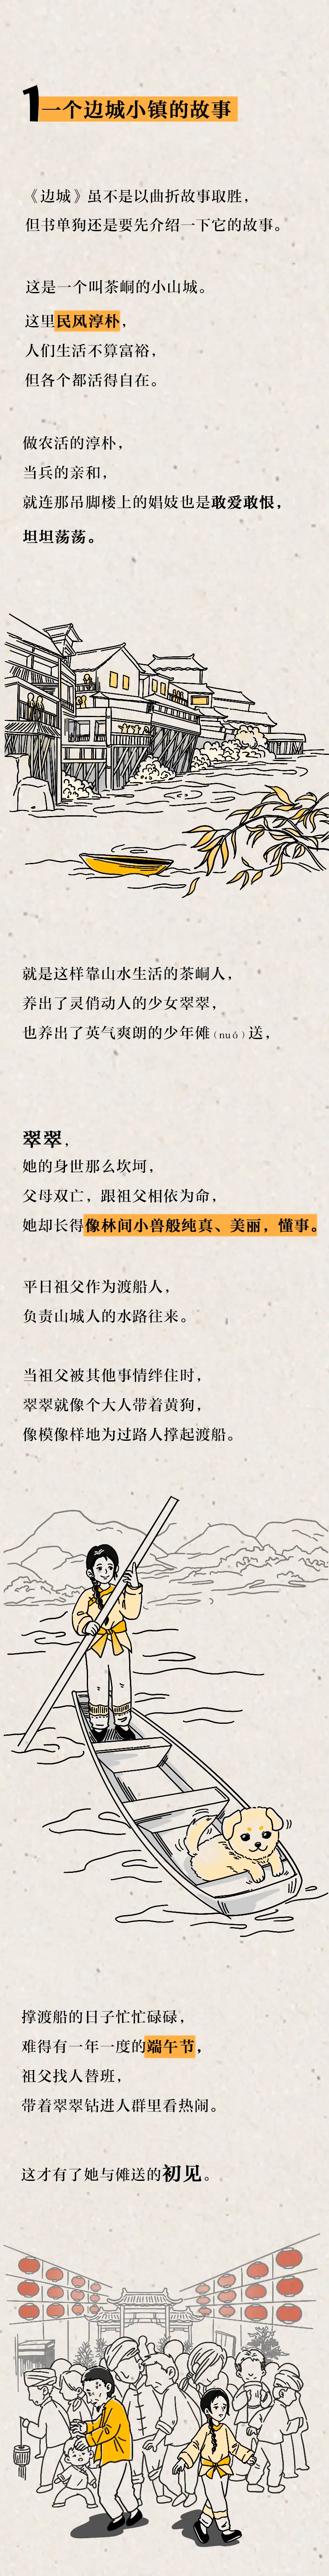 1 一个边城小镇的故事
《边城》虽不是以曲折故事取胜，
但书单狗还是要先介绍一下它的故事。
这是一个叫茶峒的小山城。
这里民风淳朴，
人们生活不算富裕，
但各个都活得自在。
做农活的淳朴，
当兵的亲和，
就连那吊脚楼上的娼妓也是敢爱敢恨，
坦坦荡荡。
就是这样靠山水生活的茶峒人，
养出了灵俏动人的少女翠翠，
也养出了英气爽朗的少年傩（nuó）送，
翠翠，
她的身世那么坎坷，
父母双亡，跟祖父相依为命，
她却长得像林间小兽般纯真、美丽，懂事。
平日祖父作为渡船人，
负责山城人的水路往来。
当祖父被其他事情绊住时，
翠翠就像个大人带着黄狗，
像模像样地为过路人撑起渡船。
撑渡船的日子忙忙碌碌，
难得有一年一度的端午节，
祖父找人替班，
带着翠翠钻进人群里看热闹。
这才有了她与傩送的初见。